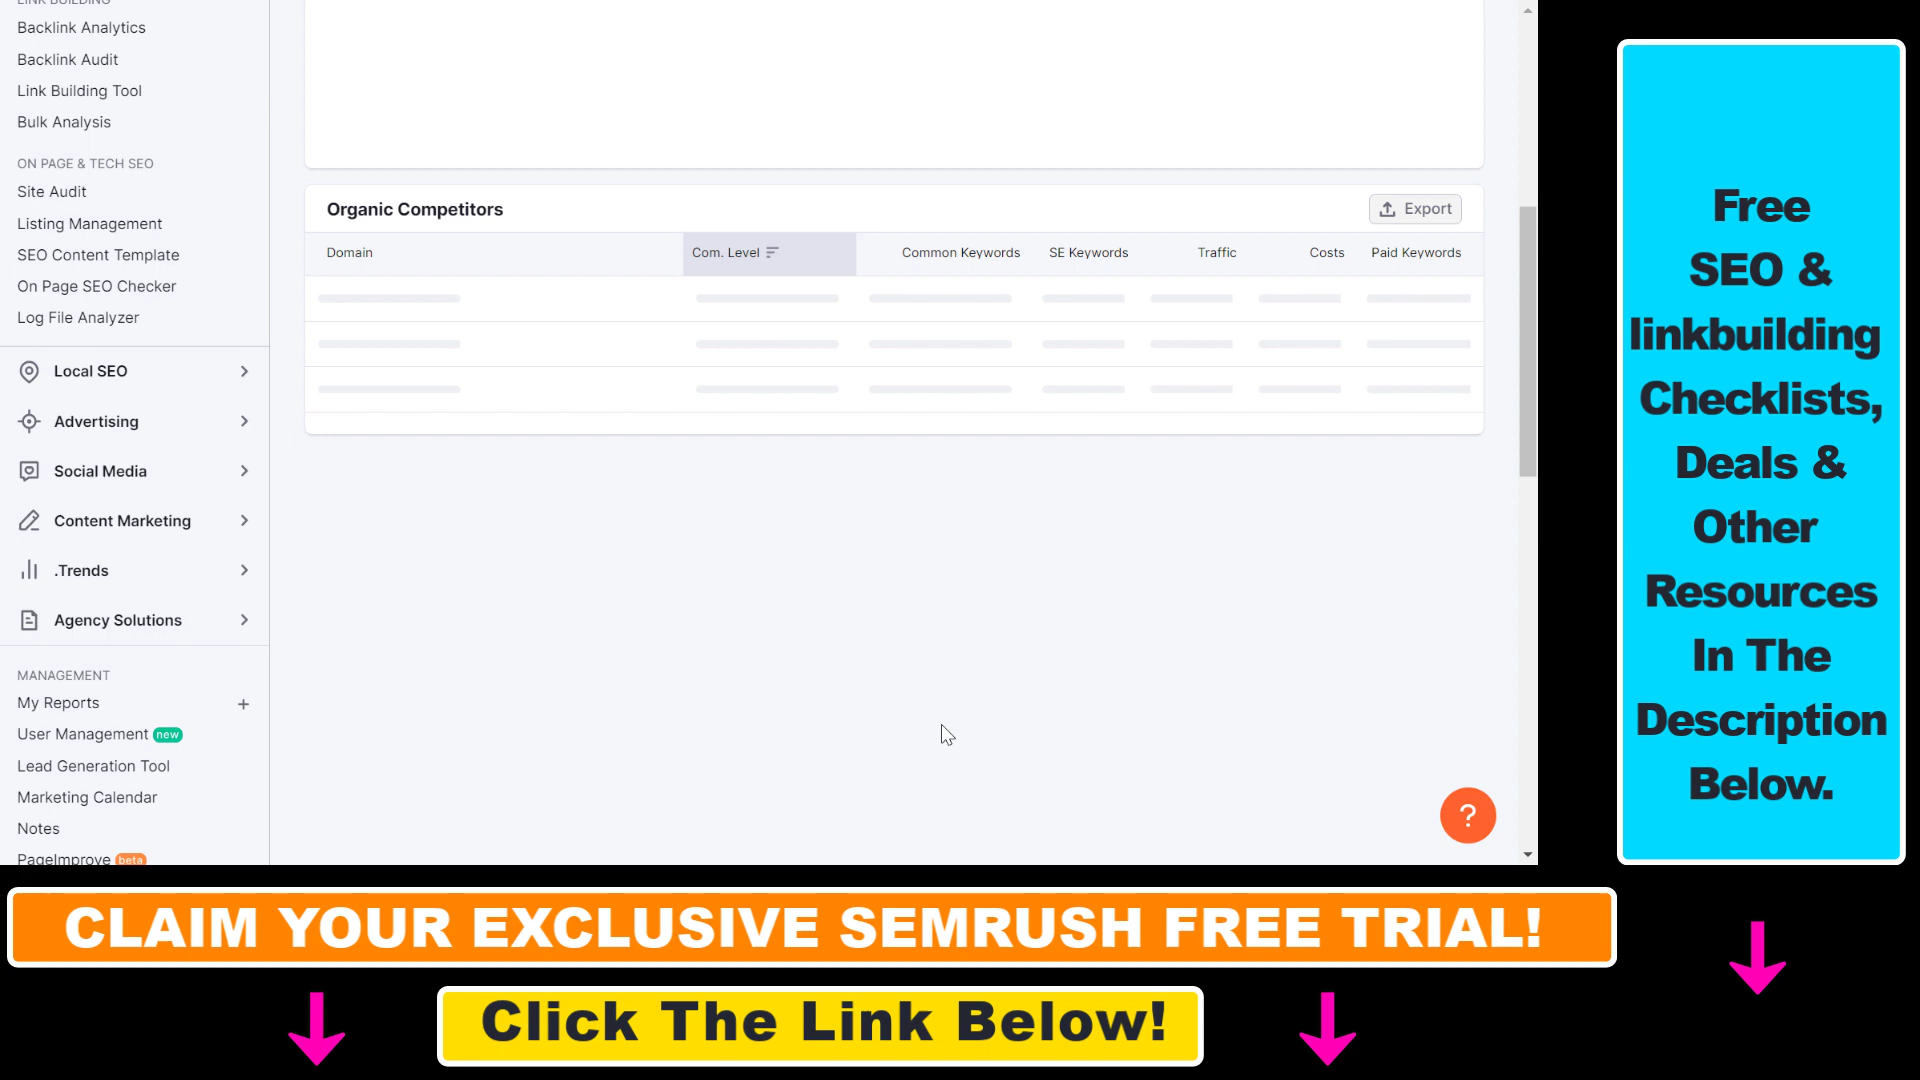 LINK BUILDING
Backlink Analytics
Backlink Audit
Link Building Tool
Bulk Analysis
ON PAGE & TECH SEO
Site Audit
Listing Management
SEO Content Template
On Page SEO Checker
Log File Analyzer
Local SEO
Advertising
Social Media
Content Marketing
.Trends
Agency Solutions
MANAGEMENT
My Reports
User Management new
Lead Generation Tool
Marketing Calendar
Notes
PageImprove beta
Organic Competitors
Export
Domain Com. Level Common Keywords SE Keywords Traffic Costs Paid Keywords
?
Free
SEO &
linkbuilding
Checklists,
Deals &
Other
Resources
In The
Description
Below.
CLAIM YOUR EXCLUSIVE SEMRUSH FREE TRIAL!
Click The Link Below!